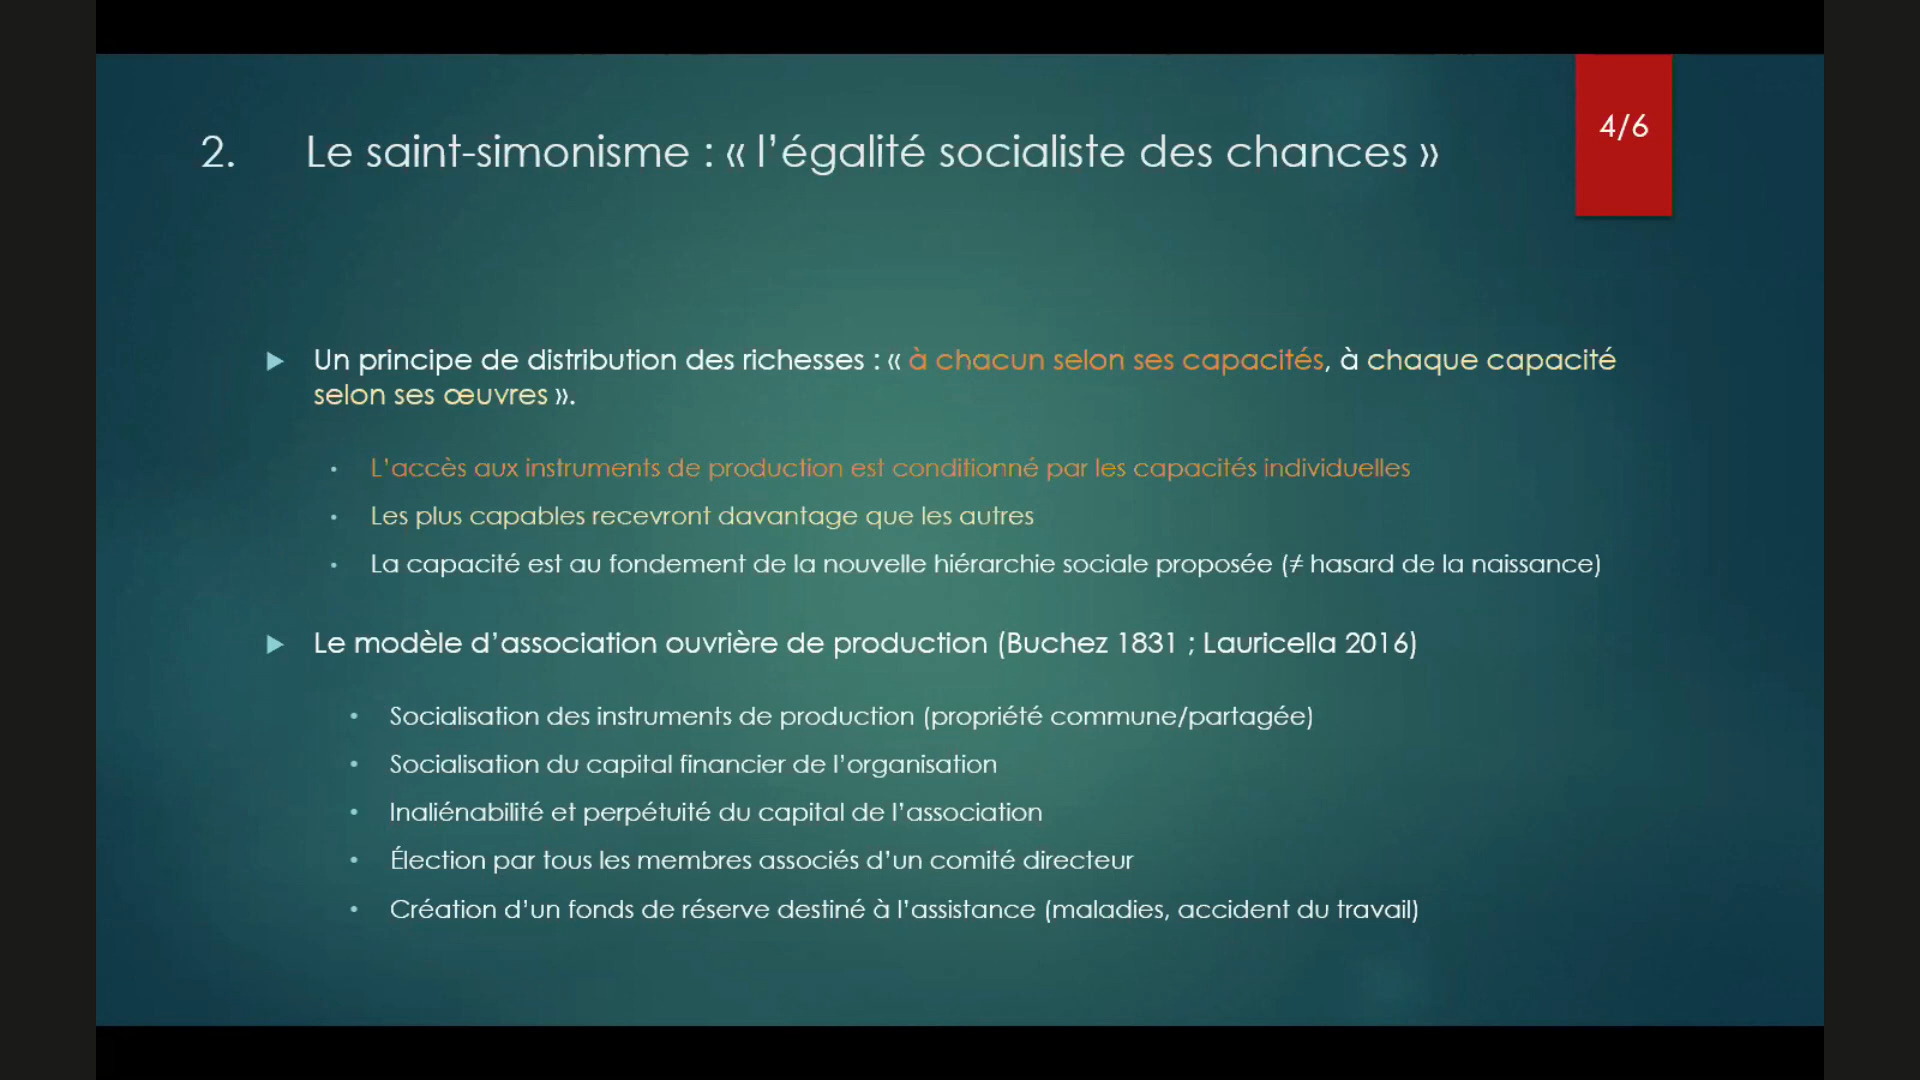 4/6
2. Le saint-simonisme : « l’égalité socialiste des chances »
Un principe de distribution des richesses : « à chacun selon ses capacités, à chaque capacité
selon ses œuvres ».
L’accès aux instruments de production est conditionné par les capacités individuelles
Les plus capables recevront davantage que les autres
La capacité est au fondement de la nouvelle hiérarchie sociale proposée (≠ hasard de la naissance)
Le modèle d’association ouvrière de production (Buchez 1831 ; Lauricella 2016)
Socialisation des instruments de production (propriété commune/partagée)
Socialisation du capital financier de l’organisation
Inaliénabilité et perpétuité du capital de l’association
Élection par tous les membres associés d’un comité directeur
Création d’un fonds de réserve destiné à l’assistance (maladies, accident du travail)